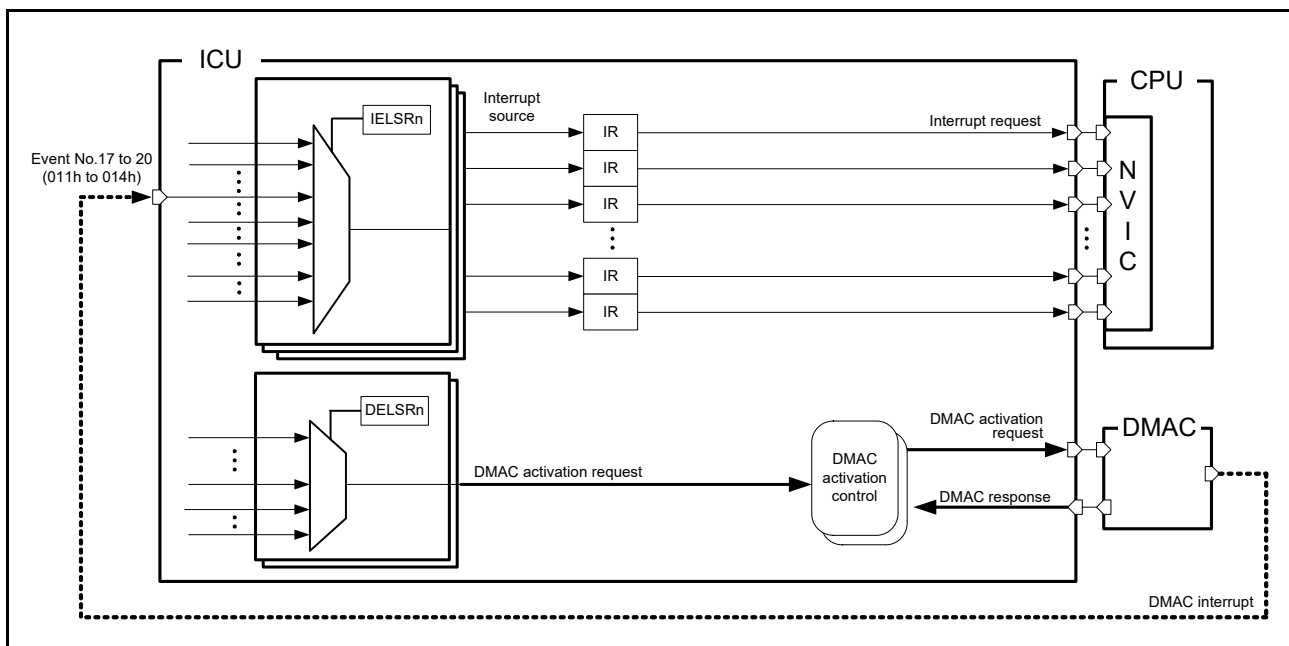 ICU
CPU
IELSRn
Interrupt
source
IR
Interrupt request
Event No.17 to 20
(011h to 014h)
IR
IR
N
V
I
C
IR
IR
DELSRn
DMAC activation
request
DMAC
DMAC activation request
DMAC
activation
control
DMAC response
DMAC interrupt